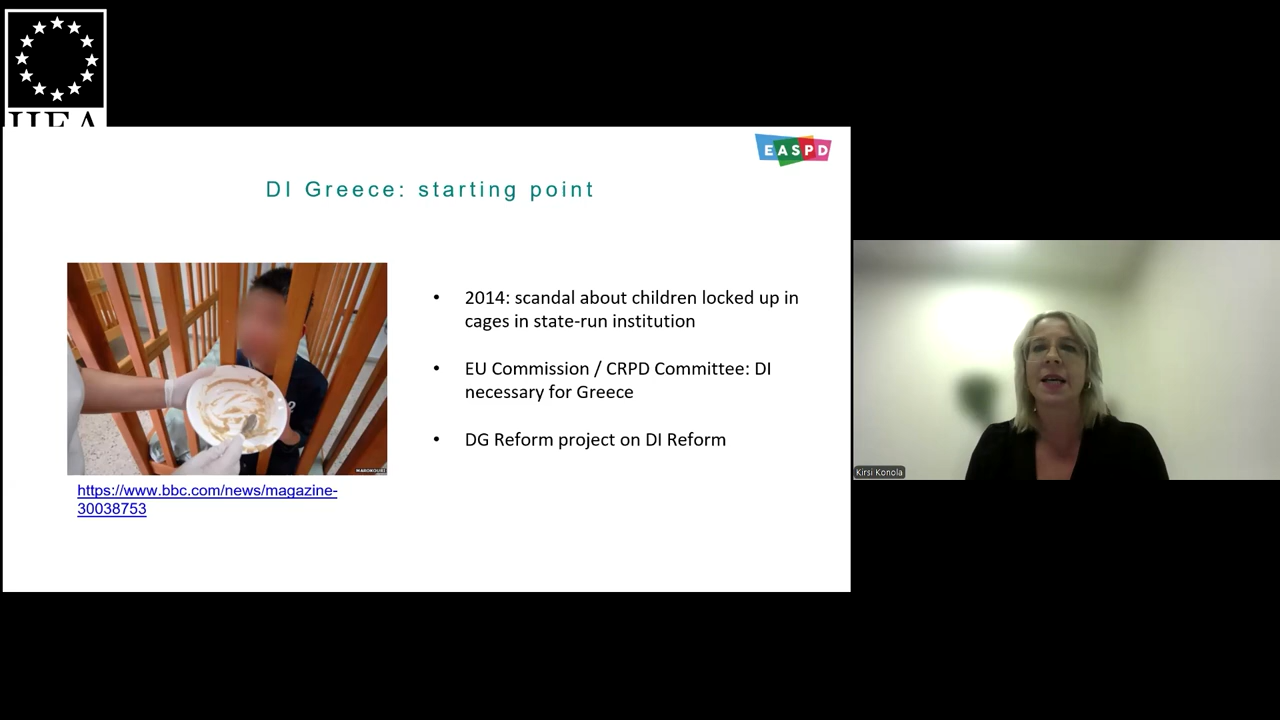 EASPD
DI Greece: starting point
• 2014: scandal about children locked up in
cages in state-run institution
• EU Commission / CRPD Committee: DI
necessary for Greece
• DG Reform project on DI Reform
https://www.bbc.com/news/magazine-
30038753
Kirsi Konola